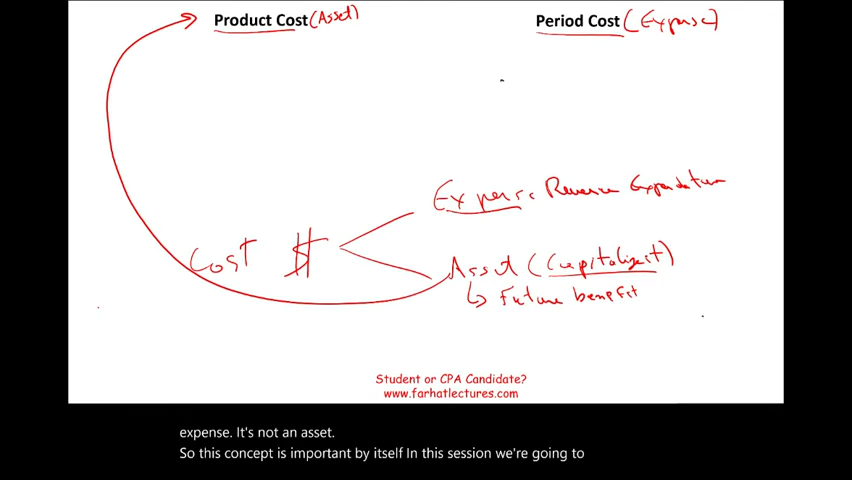 Product Cost (Asset)
Period Cost (Expense)
Expense: Revenue Expenditure
Cost $
Asset (Capitalized)
Future benefit
Student or CPA Candidate?
www.farhatlectures.com
expense. It's not an asset.
So this concept is important by itself In this session we're going to